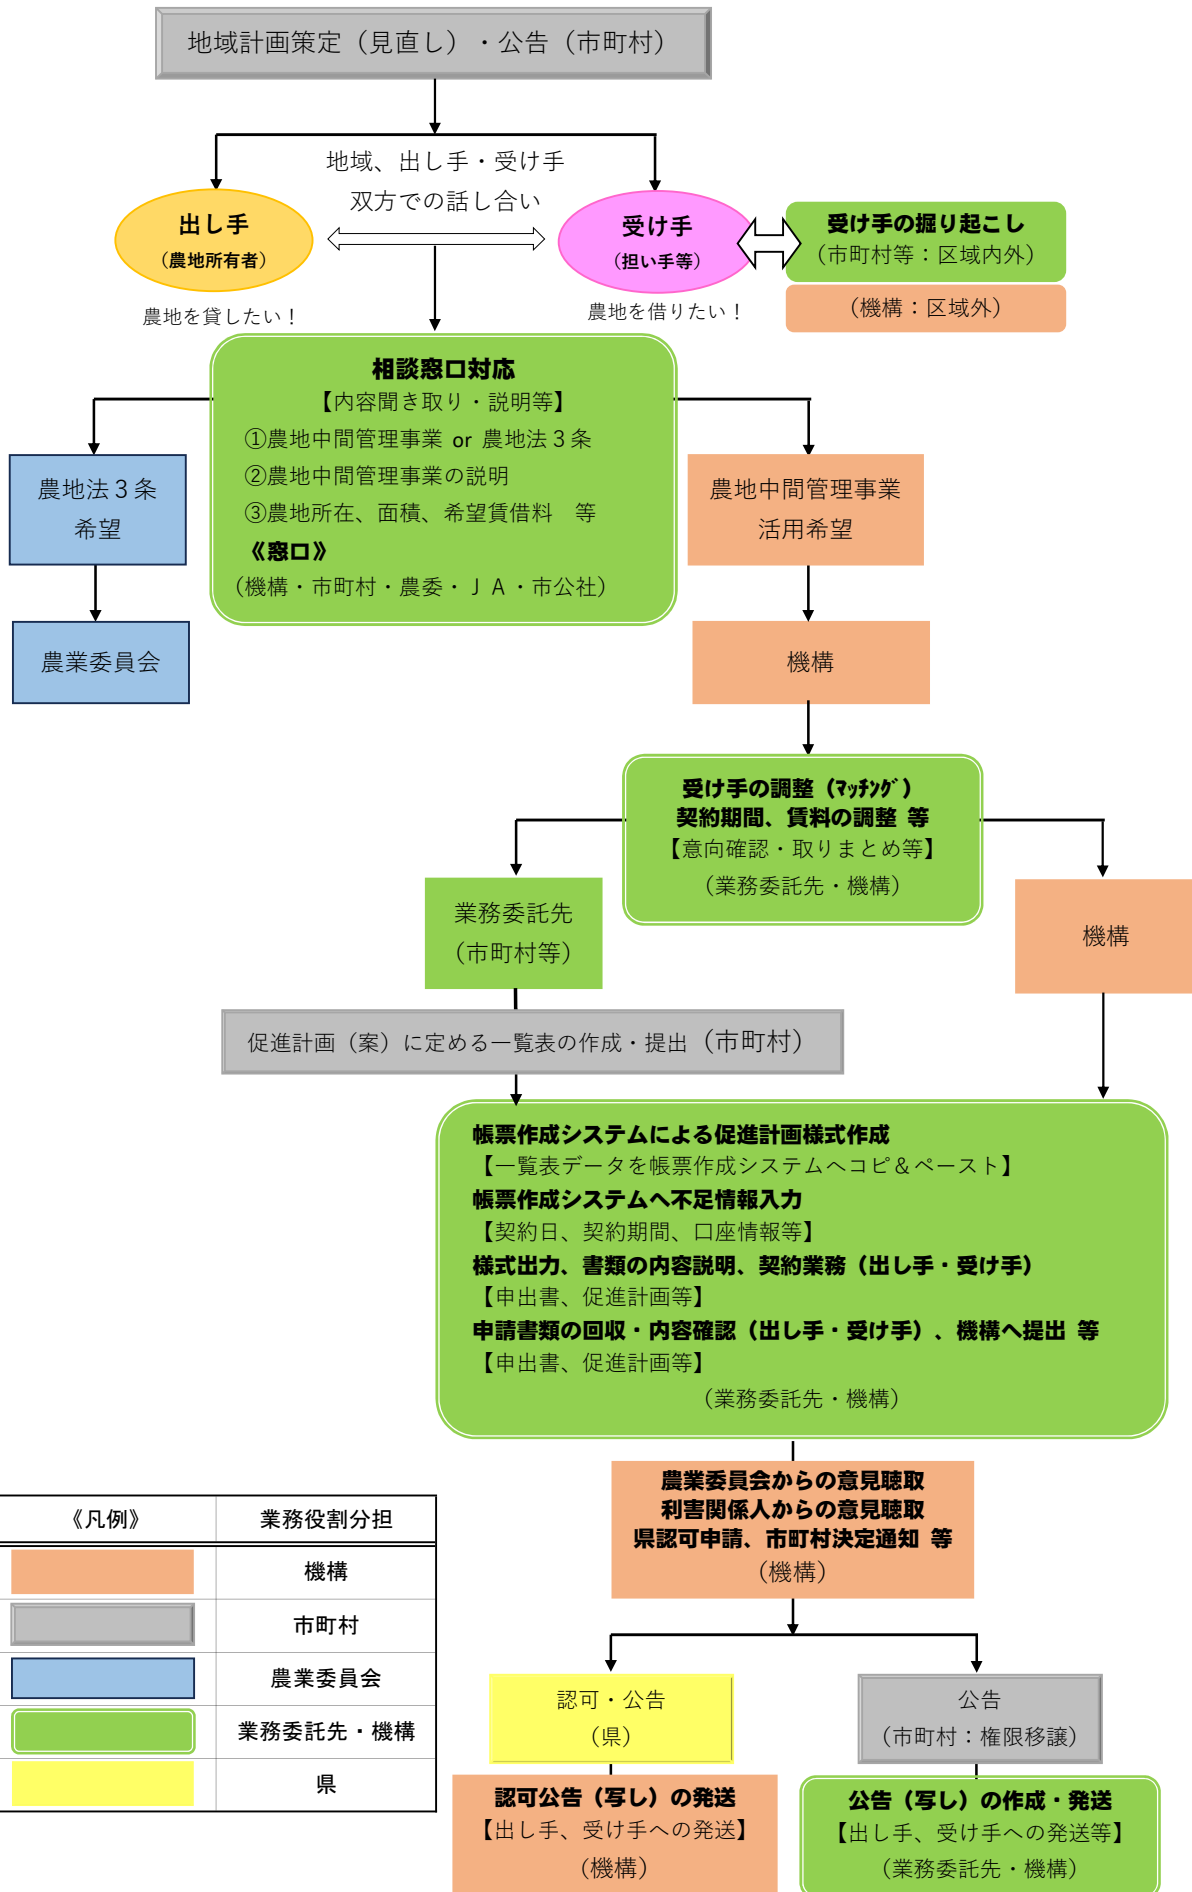 地域計画策定（見直し）・公告（市町村）
地域、出し手・受け手
双方での話し合い
出し手
（農地所有者）
受け手
（担い手等）
受け手の掘り起こし
（市町村等：区域内外）
（機構：区域外）
農地を貸したい！
農地を借りたい！
相談窓口対応
【内容聞き取り・説明等】
①農地中間管理事業 or 農地法３条
②農地中間管理事業の説明
③農地所在、面積、希望賃借料　等
《窓口》
（機構・市町村・農委・ＪＡ・市公社）
農地法３条
希望
農業委員会
農地中間管理事業
活用希望
機構
受け手の調整（ﾏｯﾁﾝｸﾞ）
契約期間、賃料の調整 等
【意向確認・取りまとめ等】
（業務委託先・機構）
業務委託先
（市町村等）
機構
促進計画（案）に定める一覧表の作成・提出（市町村）
帳票作成システムによる促進計画様式作成
【一覧表データを帳票作成システムへコピ＆ペースト】
帳票作成システムへ不足情報入力
【契約日、契約期間、口座情報等】
様式出力、書類の内容説明、契約業務（出し手・受け手）
【申出書、促進計画等】
申請書類の回収・内容確認（出し手・受け手）、機構へ提出 等
【申出書、促進計画等】
（業務委託先・機構）
農業委員会からの意見聴取
利害関係人からの意見聴取
県認可申請、市町村決定通知 等
（機構）
認可・公告
（県）
公告
（市町村：権限移譲）
認可公告（写し）の発送
【出し手、受け手への発送】
（機構）
公告（写し）の作成・発送
【出し手、受け手への発送等】
（業務委託先・機構）
《凡例》 業務役割分担
機構
市町村
農業委員会
業務委託先・機構
県